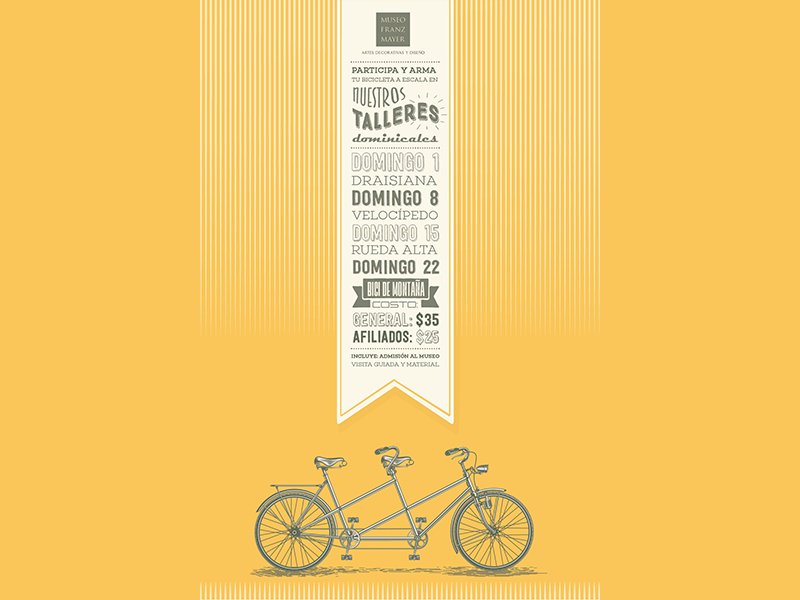 MUSEO
FRANZ
MAYER
ARTES DECORATIVAS Y DISEÑO
PARTICIPA Y ARMA
TU BICICLETA A ESCALA EN
NUESTROS
TALLERES
dominicales
DOMINGO 1
DRAISIANA
DOMINGO 8
VELOCÍPEDO
DOMINGO 15
RUEDA ALTA
DOMINGO 22
BICI DE MONTAÑA
COSTO:
GENERAL: $35
AFILIADOS: $25
INCLUYE: ADMISIÓN AL MUSEO
VISITA GUIADA Y MATERIAL